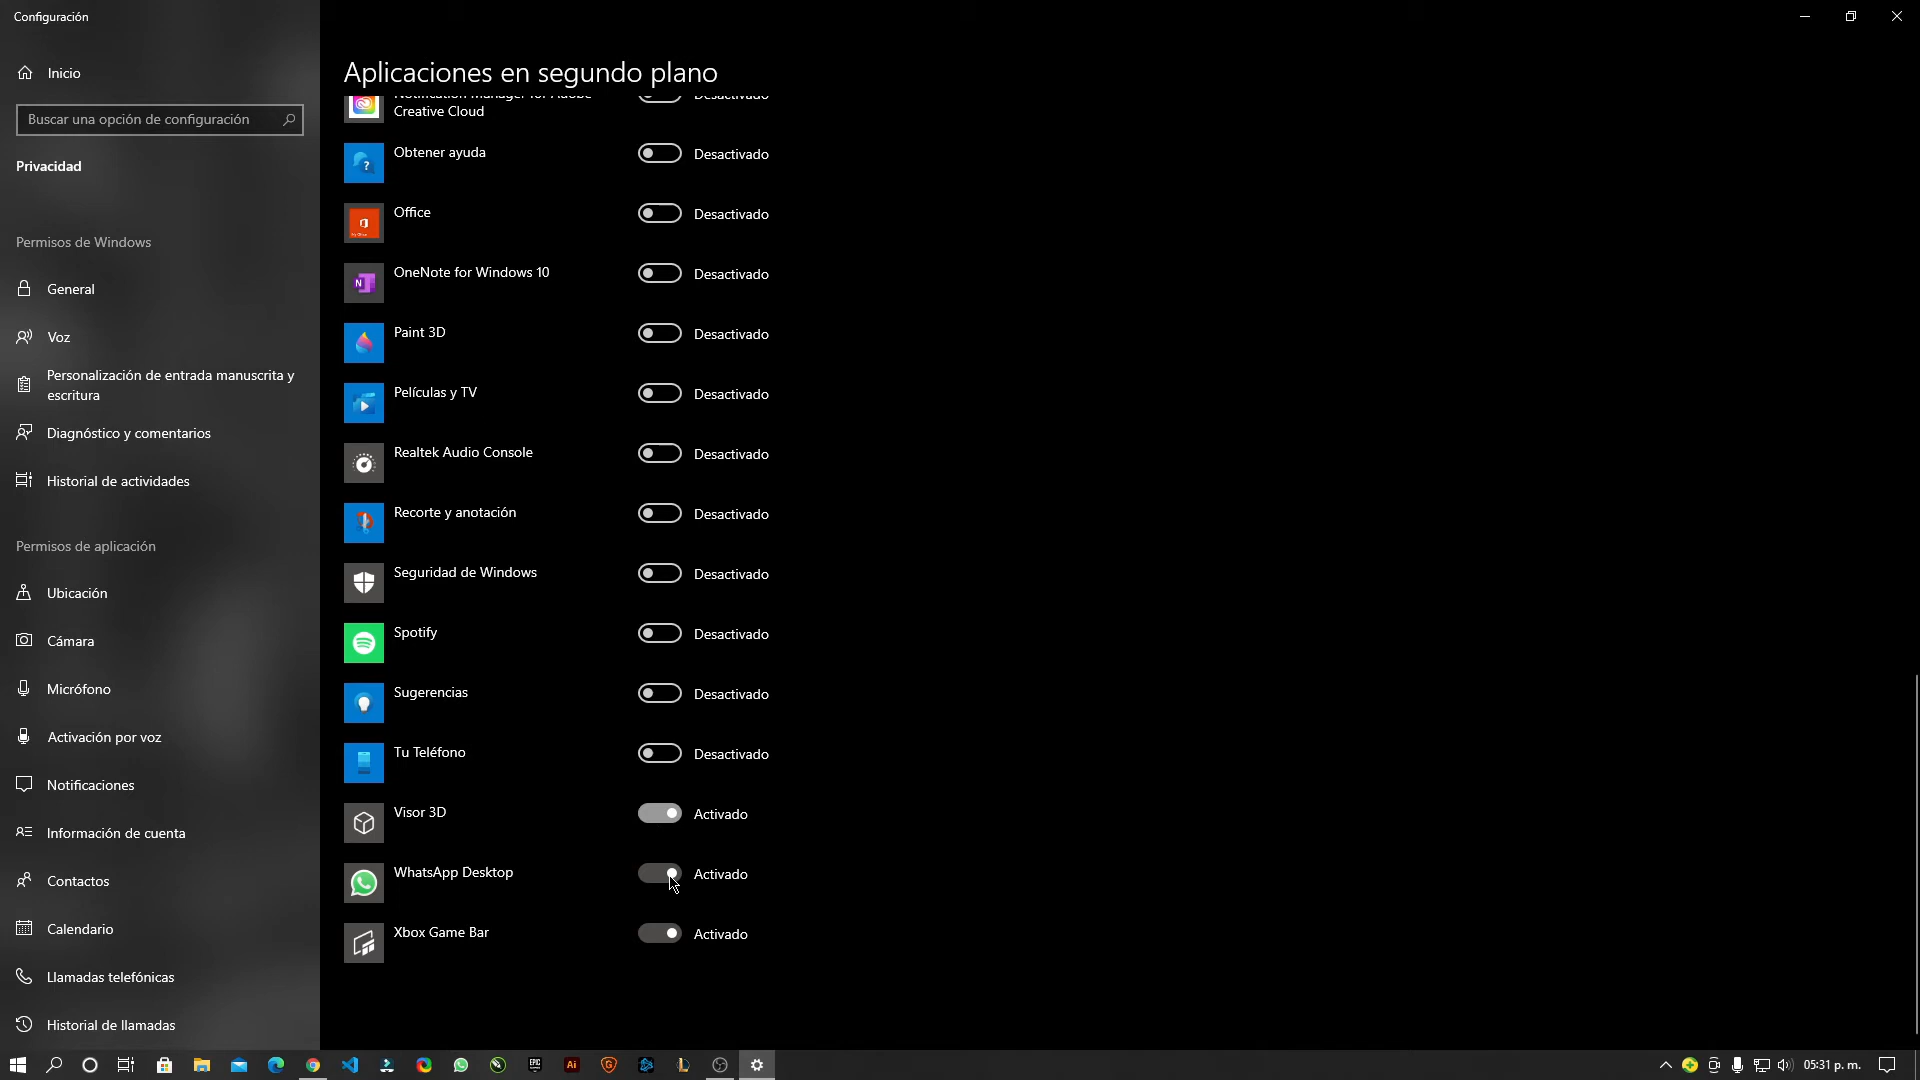 Configuración
Inicio
Buscar una opción de configuración
Privacidad
Permisos de Windows
General
Voz
Personalización de entrada manuscrita y
escritura
Diagnóstico y comentarios
Historial de actividades
Permisos de aplicación
Ubicación
Cámara
Micrófono
Activación por voz
Notificaciones
Información de cuenta
Contactos
Calendario
Llamadas telefónicas
Historial de llamadas
Aplicaciones en segundo plano
Notification Manager for Adobe
Creative Cloud
Desactivado
Obtener ayuda
Desactivado
Office
Desactivado
OneNote for Windows 10
Desactivado
Paint 3D
Desactivado
Películas y TV
Desactivado
Realtek Audio Console
Desactivado
Recorte y anotación
Desactivado
Seguridad de Windows
Desactivado
Spotify
Desactivado
Sugerencias
Desactivado
Tu Teléfono
Desactivado
Visor 3D
Activado
WhatsApp Desktop
Activado
Xbox Game Bar
Activado
05:31 p. m.